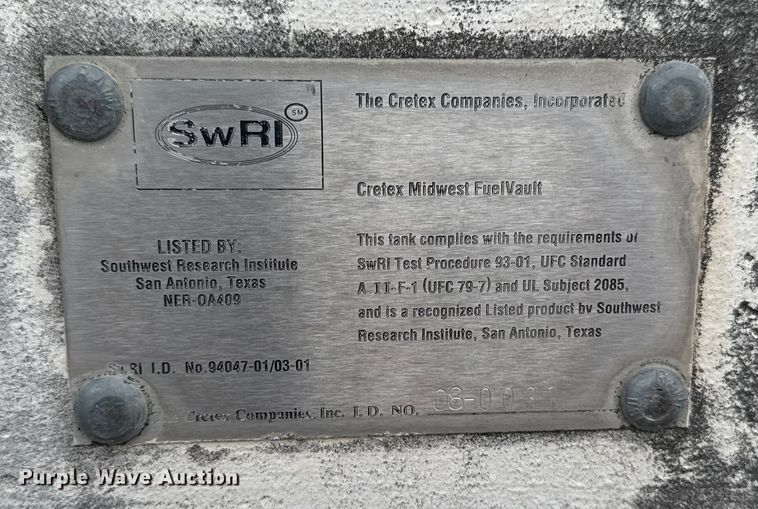 SwRI SM
LISTED BY:
Southwest Research Institute
San Antonio, Texas
NER-OA409
SwRI I.D. No.94047-01/03-01
The Cretex Companies, Incorporated
Cretex Midwest FuelVault
This tank complies with the requirements of
SwRI Test Procedure 93-01, UFC Standard
A-II-F-1 (UFC 79-7) and UL Subject 2085,
and is a recognized Listed product by Southwest
Research Institute, San Antonio, Texas
Cretex Companies, Inc. I.D. NO. 08-0031
Purple Wave Auction